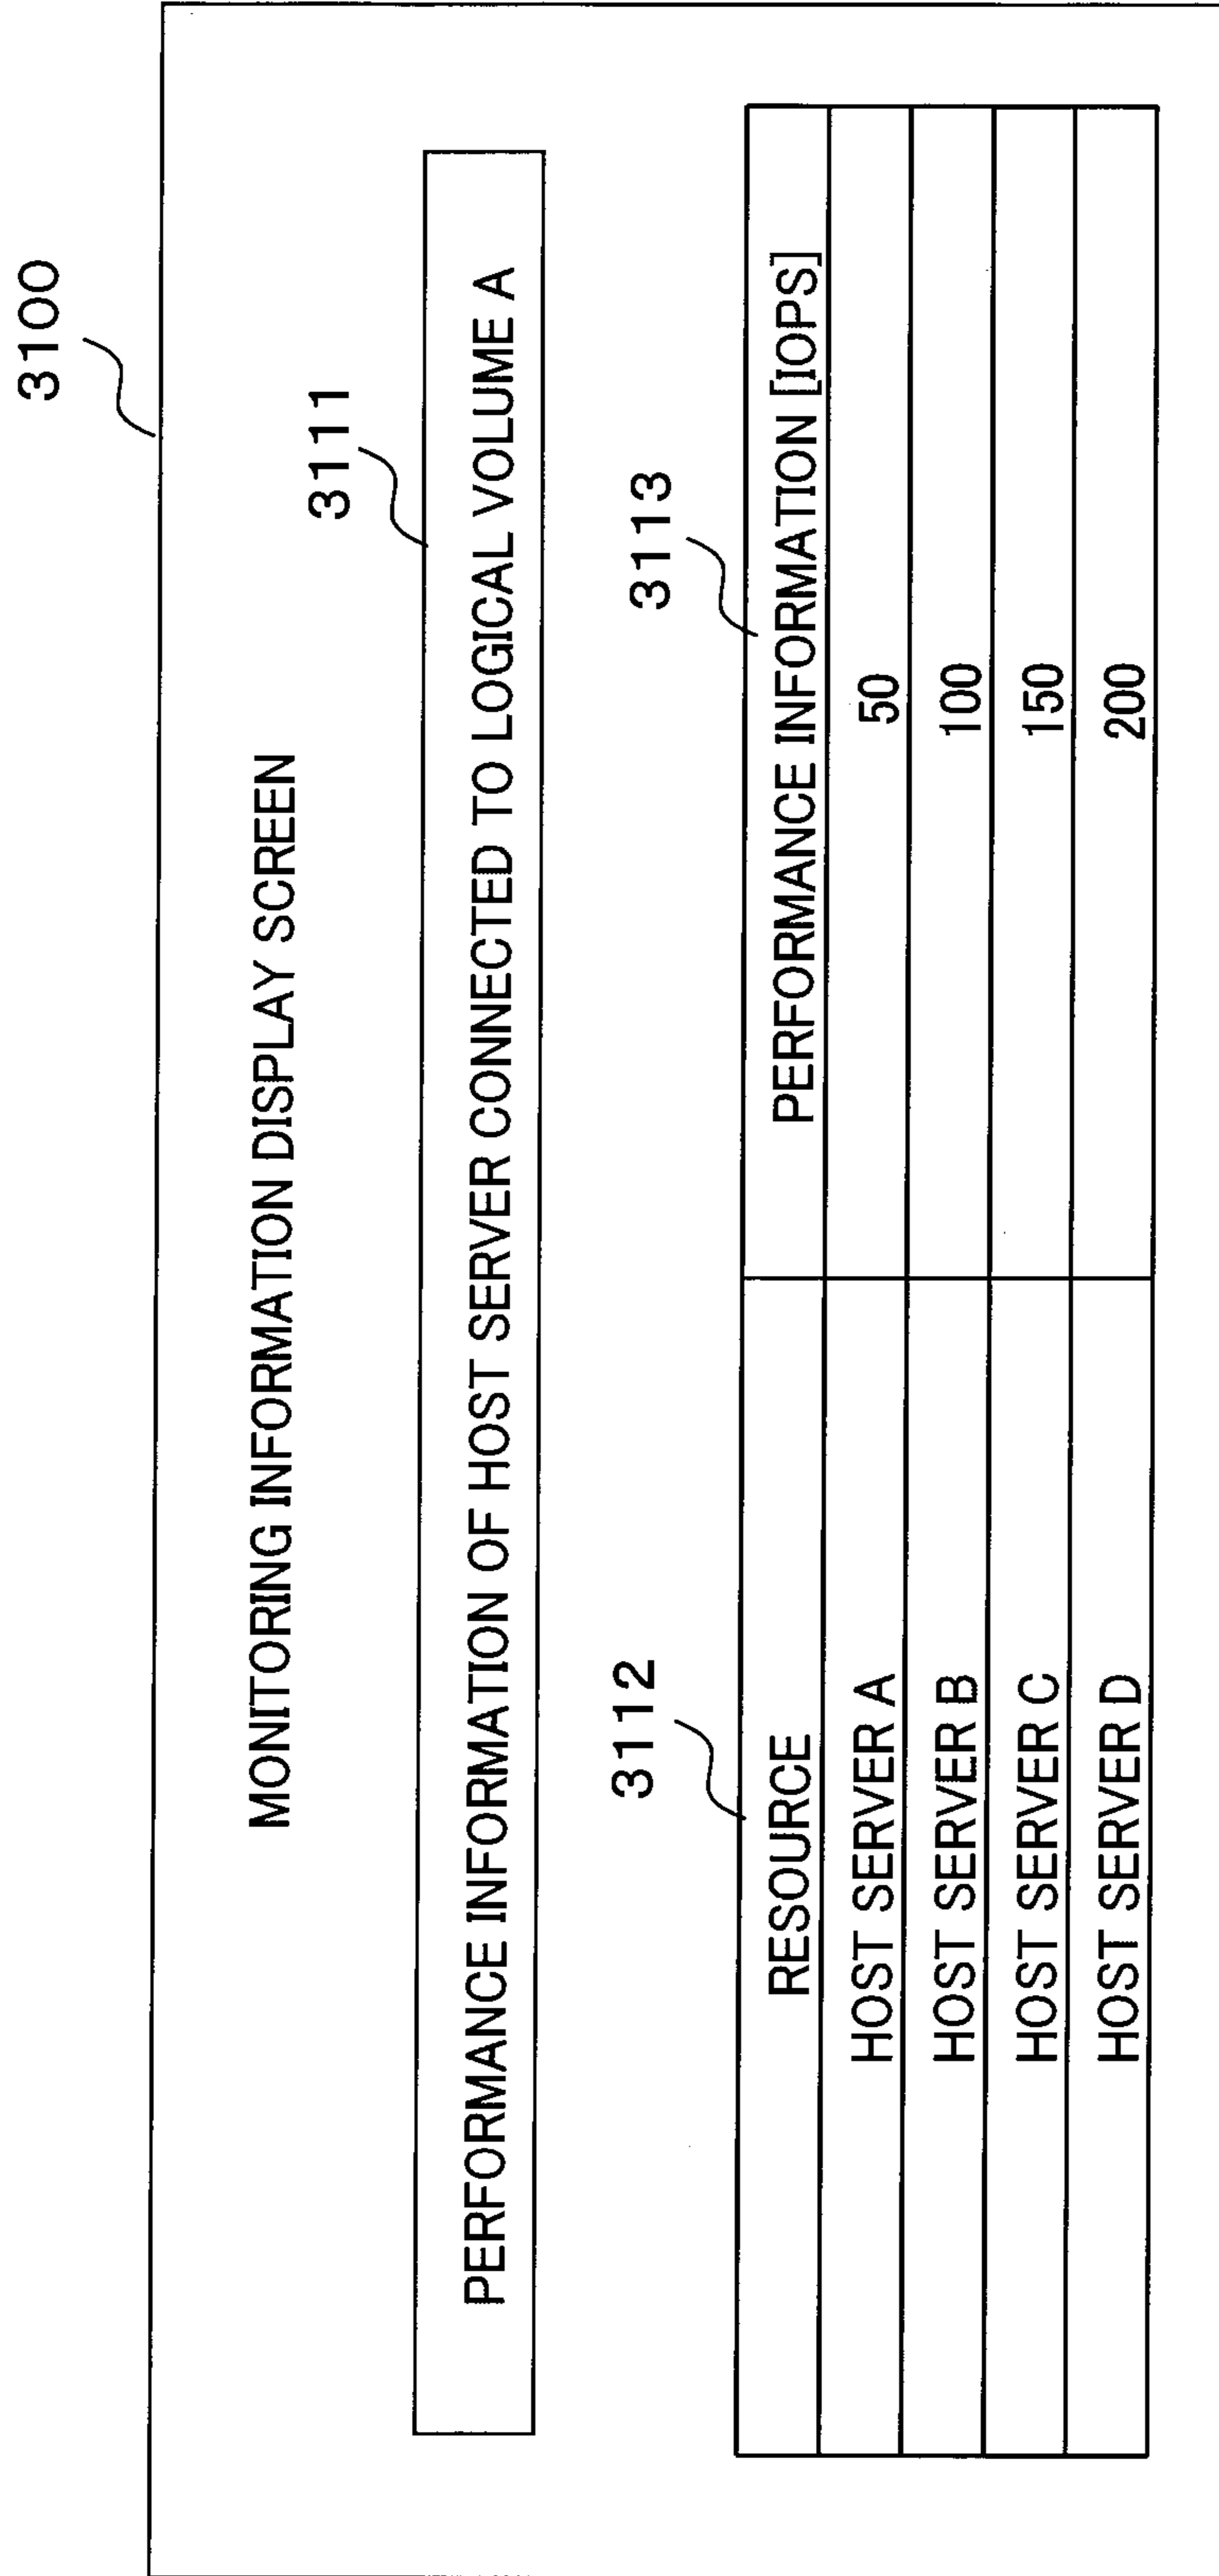 3100
MONITORING INFORMATION DISPLAY SCREEN
3111
PERFORMANCE INFORMATION OF HOST SERVER CONNECTED TO LOGICAL VOLUME A
3112 3113
RESOURCE PERFORMANCE INFORMATION [IOPS]
HOST SERVER A 50
HOST SERVER B 100
HOST SERVER C 150
HOST SERVER D 200